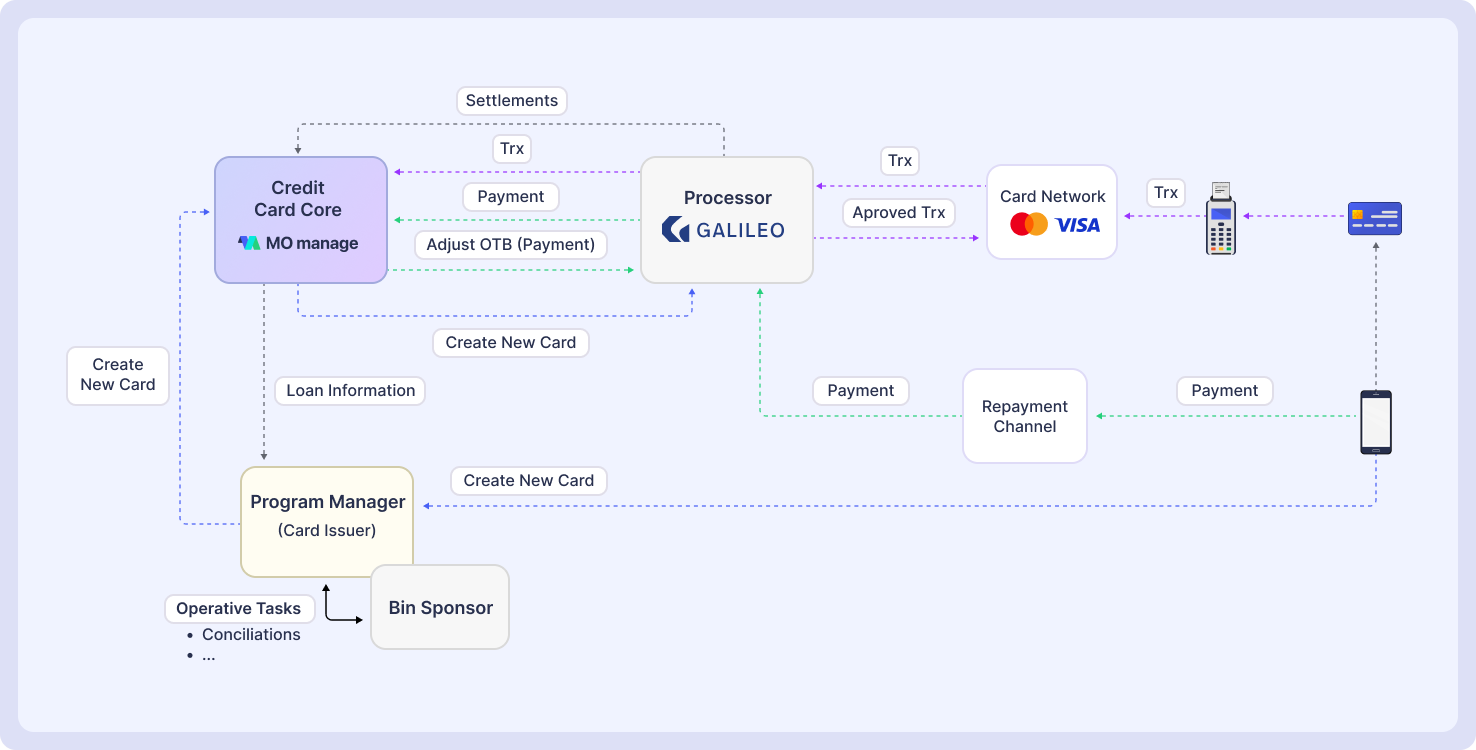 Settlements
Trx
Trx
Payment
Aproved Trx
Adjust OTB (Payment)
Credit
Card Core
MO manage
Processor
GALILEO
Card Network
VISA
Trx
Create New Card
Create
New Card
Loan Information
Payment
Repayment
Channel
Payment
Create New Card
Program Manager
(Card Issuer)
Bin Sponsor
Operative Tasks
• Conciliations
• ...